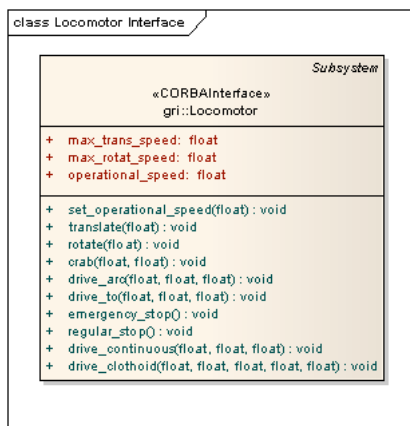 class Locomotor Interface
Subsystem
«CORBAInterface»
gri::Locomotor
+ max_trans_speed: float
+ max_rotat_speed: float
+ operational_speed: float
+ set_operational_speed(float) : void
+ translate(float) : void
+ rotate(float) : void
+ crab(float, float) : void
+ drive_arc(float, float, float) : void
+ drive_to(float, float, float) : void
+ emergency_stop() : void
+ regular_stop() : void
+ drive_continuous(float, float, float) : void
+ drive_clothoid(float, float, float, float, float) : void